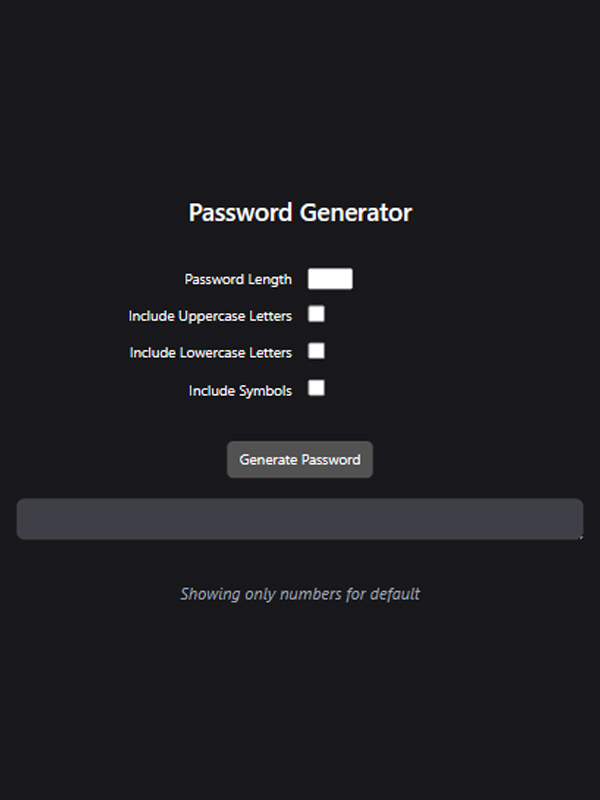 Password Generator
Password Length
Include Uppercase Letters
Include Lowercase Letters
Include Symbols
Generate Password
Showing only numbers for default